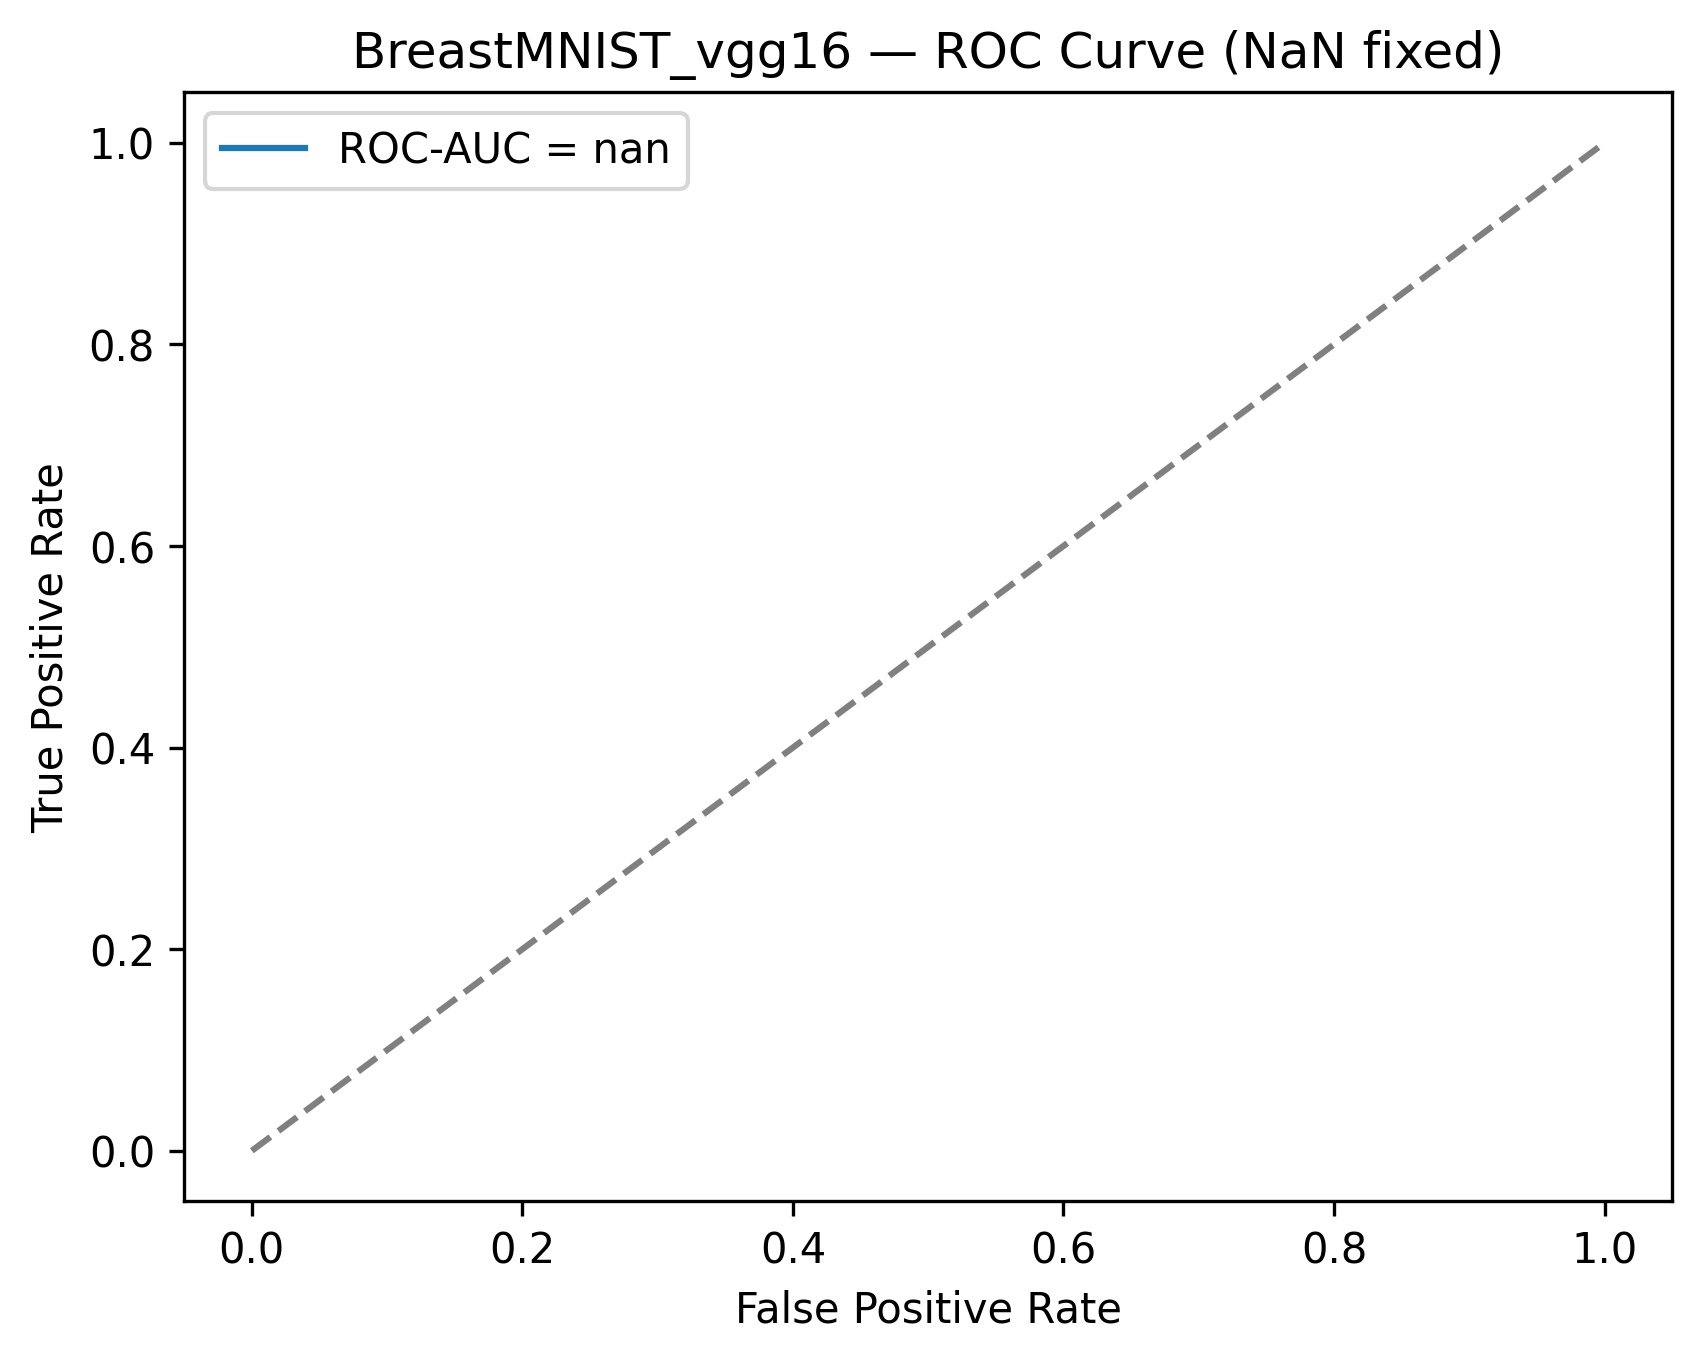 BreastMNIST_vgg16 — ROC Curve (NaN fixed)
ROC-AUC = nan
1.0
0.8
0.6
0.4
0.2
0.0
True Positive Rate
0.0 0.2 0.4 0.6 0.8 1.0
False Positive Rate